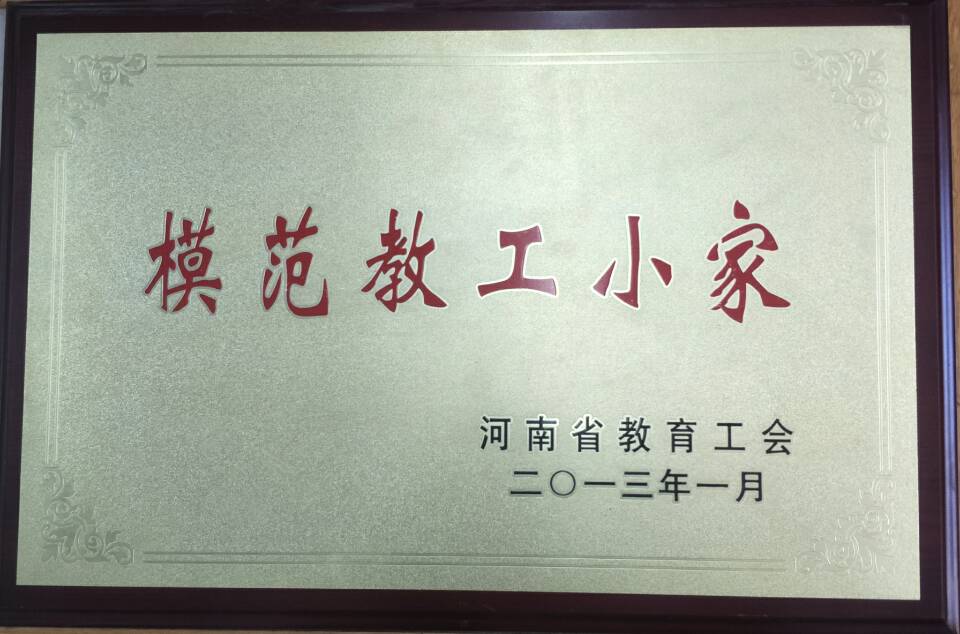 模范教工小家
河南省教育工会
二〇一三年一月